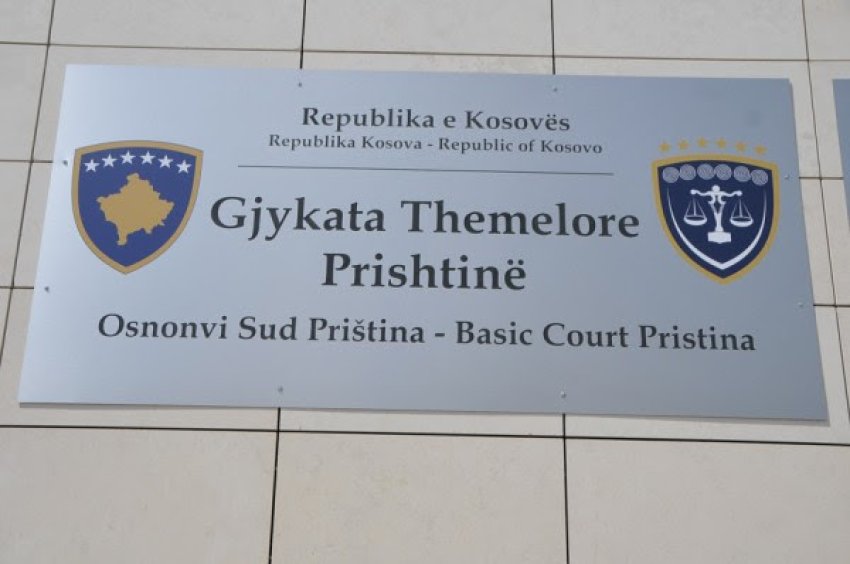 Republika e Kosovës
Republika Kosova - Republic of Kosovo
Gjykata Themelore
Prishtinë
Osnonvi Sud Priština - Basic Court Pristina